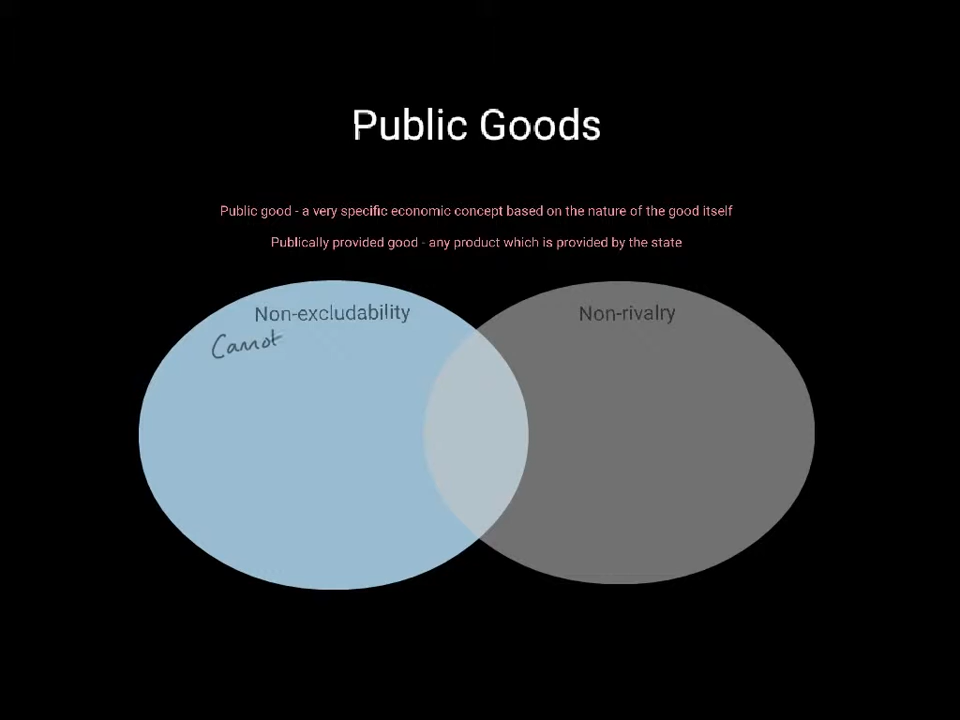 Public Goods
Public good - a very specific economic concept based on the nature of the good itself
Publically provided good - any product which is provided by the state
Non-excludability
Non-rivalry
Cannot